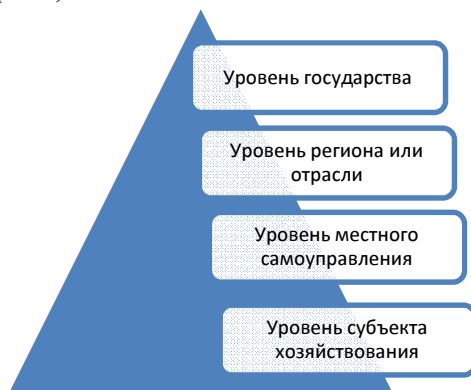 Уровень государства
Уровень региона или
отрасли
Уровень местного
самоуправления
Уровень субъекта
хозяйствования